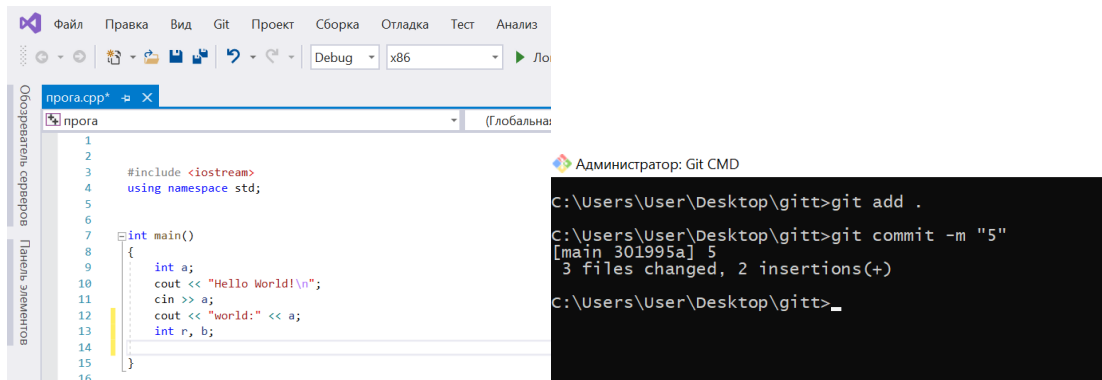 Файл Правка Вид Git Проект Сборка Отладка Тест Анализ
Debug x86
Обозреватель серверов
Панель элементов
прога.cpp*
прога (Глобальная
1
2
3 #include <iostream>
4 using namespace std;
5
6
7 int main()
8 {
9 int a;
10 cout << "Hello World!\n";
11 cin >> a;
12 cout << "world:" << a;
13 int r, b;
14
15 }
16
Администратор: Git CMD
C:\Users\User\Desktop\gitt>git add .
C:\Users\User\Desktop\gitt>git commit -m "5"
[main 301995a] 5
3 files changed, 2 insertions(+)
C:\Users\User\Desktop\gitt>